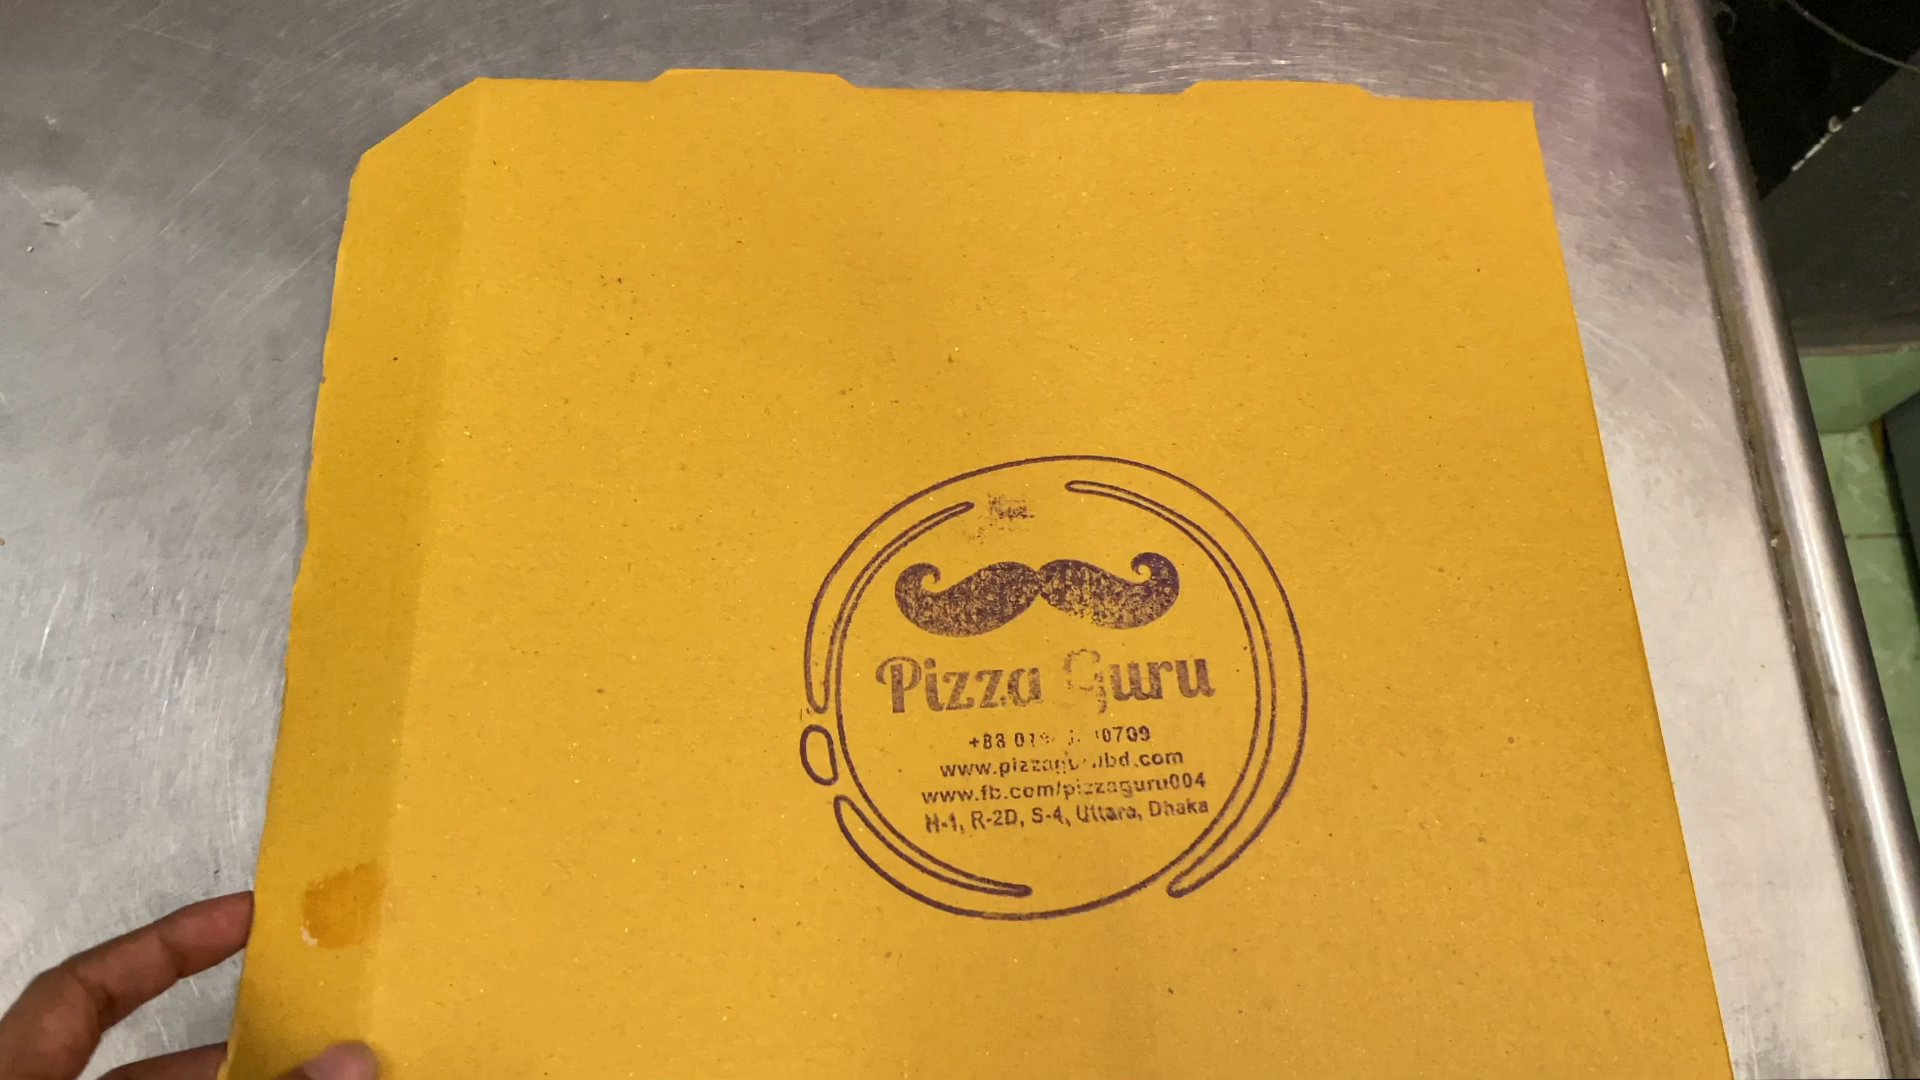 Pizza Guru
+88
www.fb.com/pizzaguru004
H-1, R-2D, S-4, Uttara, Dhaka